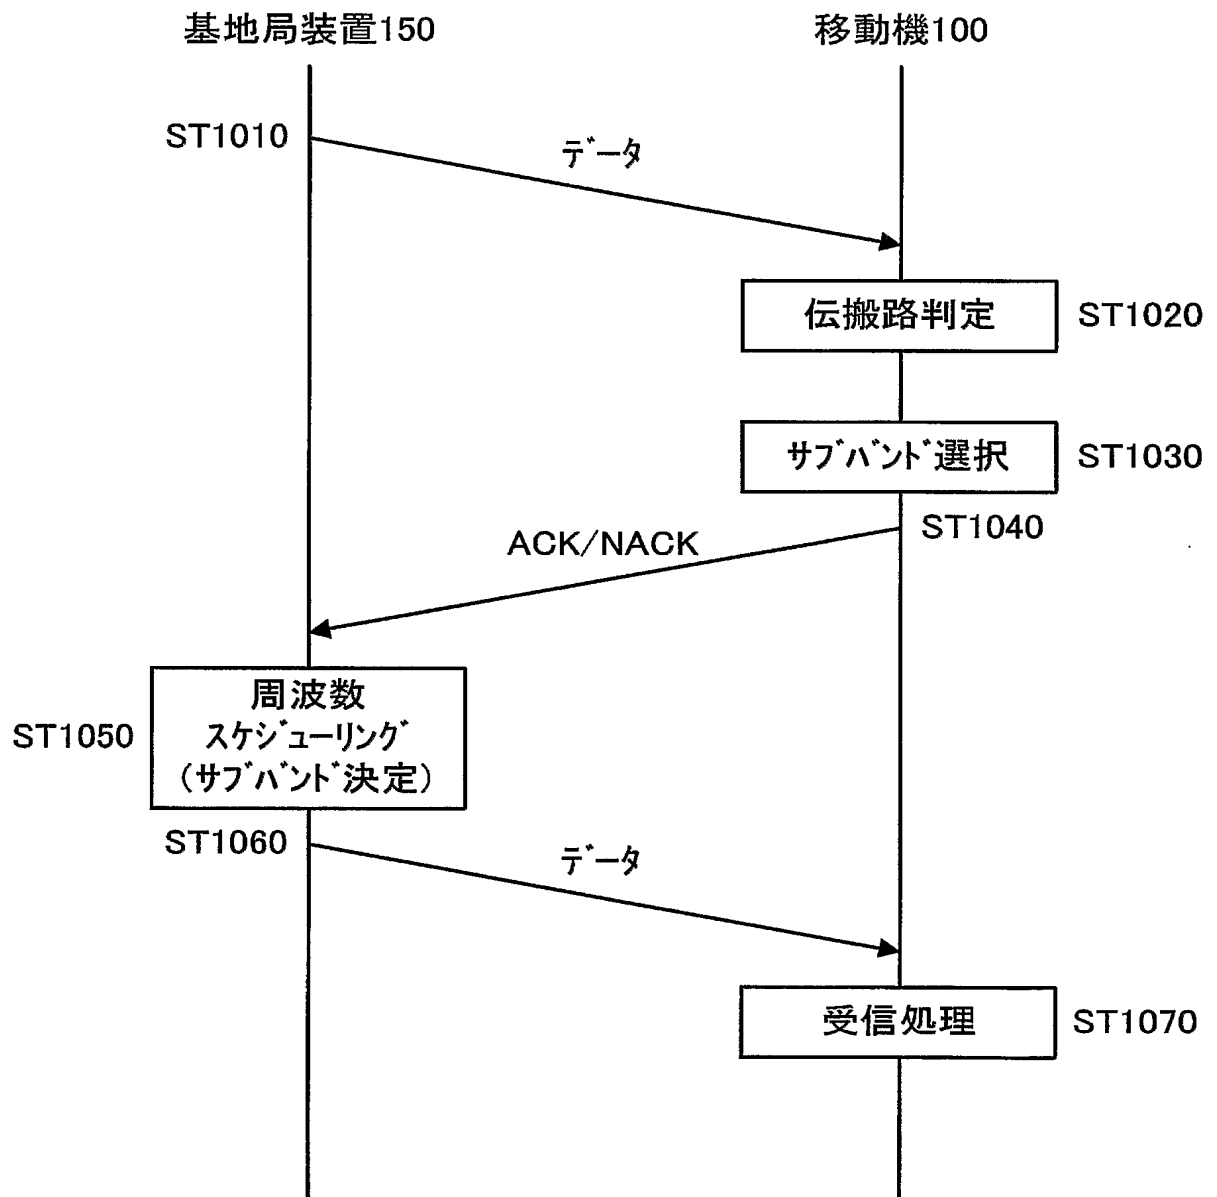 基地局装置150
移動機100
ST1010
データ
伝搬路判定
ST1020
サブバンド選択
ST1030
ST1040
ACK/NACK
周波数
スケジューリング
(サブバンド決定)
ST1050
ST1060
データ
受信処理
ST1070